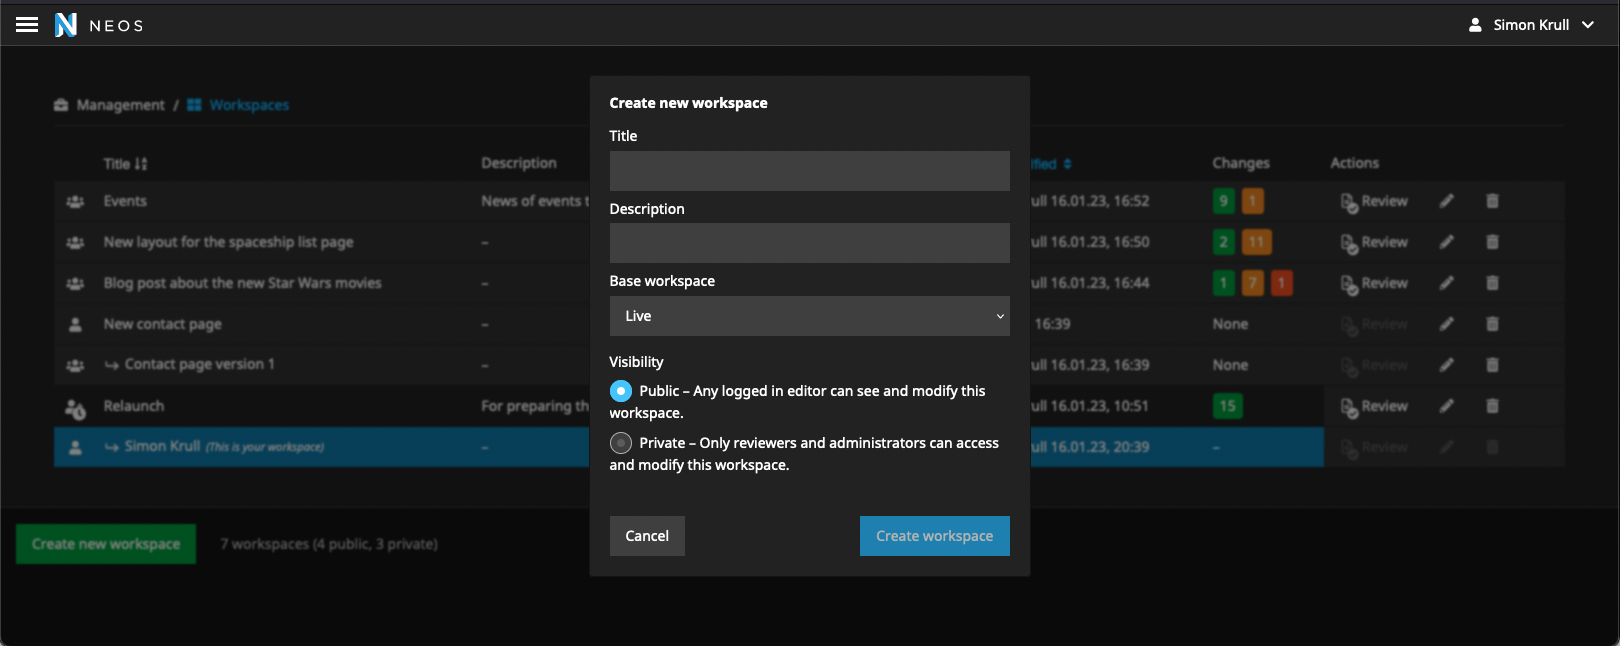 NEOS
Simon Krull
Management / Workspaces
Title Description ified Changes Actions
Events News of events t ull 16.01.23, 16:52 9 1 Review
New layout for the spaceship list page – ull 16.01.23, 16:50 2 11 Review
Blog post about the new Star Wars movies – ull 16.01.23, 16:44 1 7 1 Review
New contact page – 16:39 None Review
Contact page version 1 – ull 16.01.23, 16:39 None Review
Relaunch For preparing th ull 16.01.23, 10:51 15 Review
Simon Krull (This is your workspace) – ull 16.01.23, 20:39 – Review
Create new workspace 7 workspaces (4 public, 3 private)
Create new workspace
Title
Description
Base workspace
Live
Visibility
Public – Any logged in editor can see and modify this
workspace.
Private – Only reviewers and administrators can access
and modify this workspace.
Cancel Create workspace